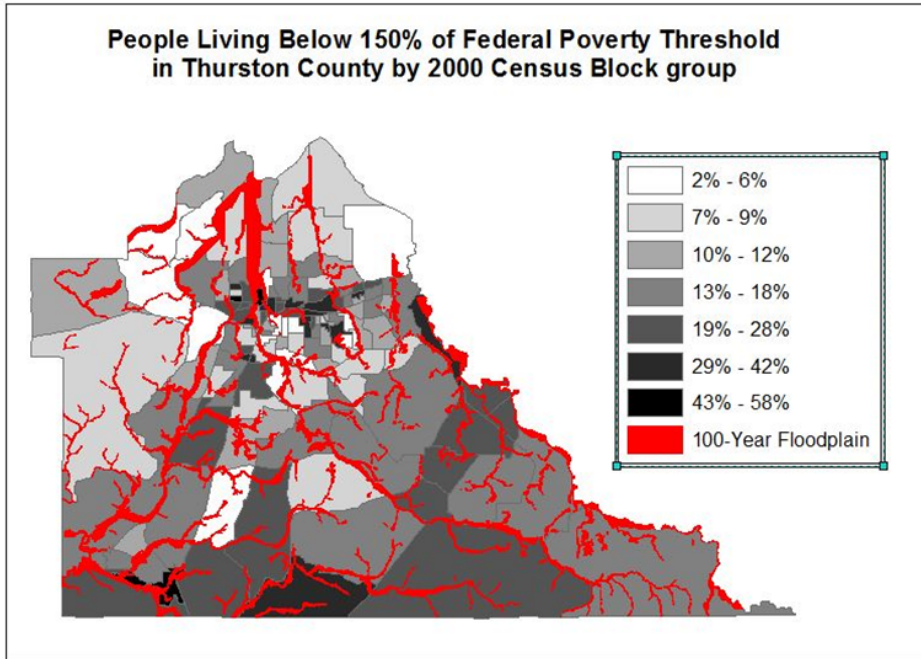 People Living Below 150% of Federal Poverty Threshold
in Thurston County by 2000 Census Block group
2% - 6%
7% - 9%
10% - 12%
13% - 18%
19% - 28%
29% - 42%
43% - 58%
100-Year Floodplain